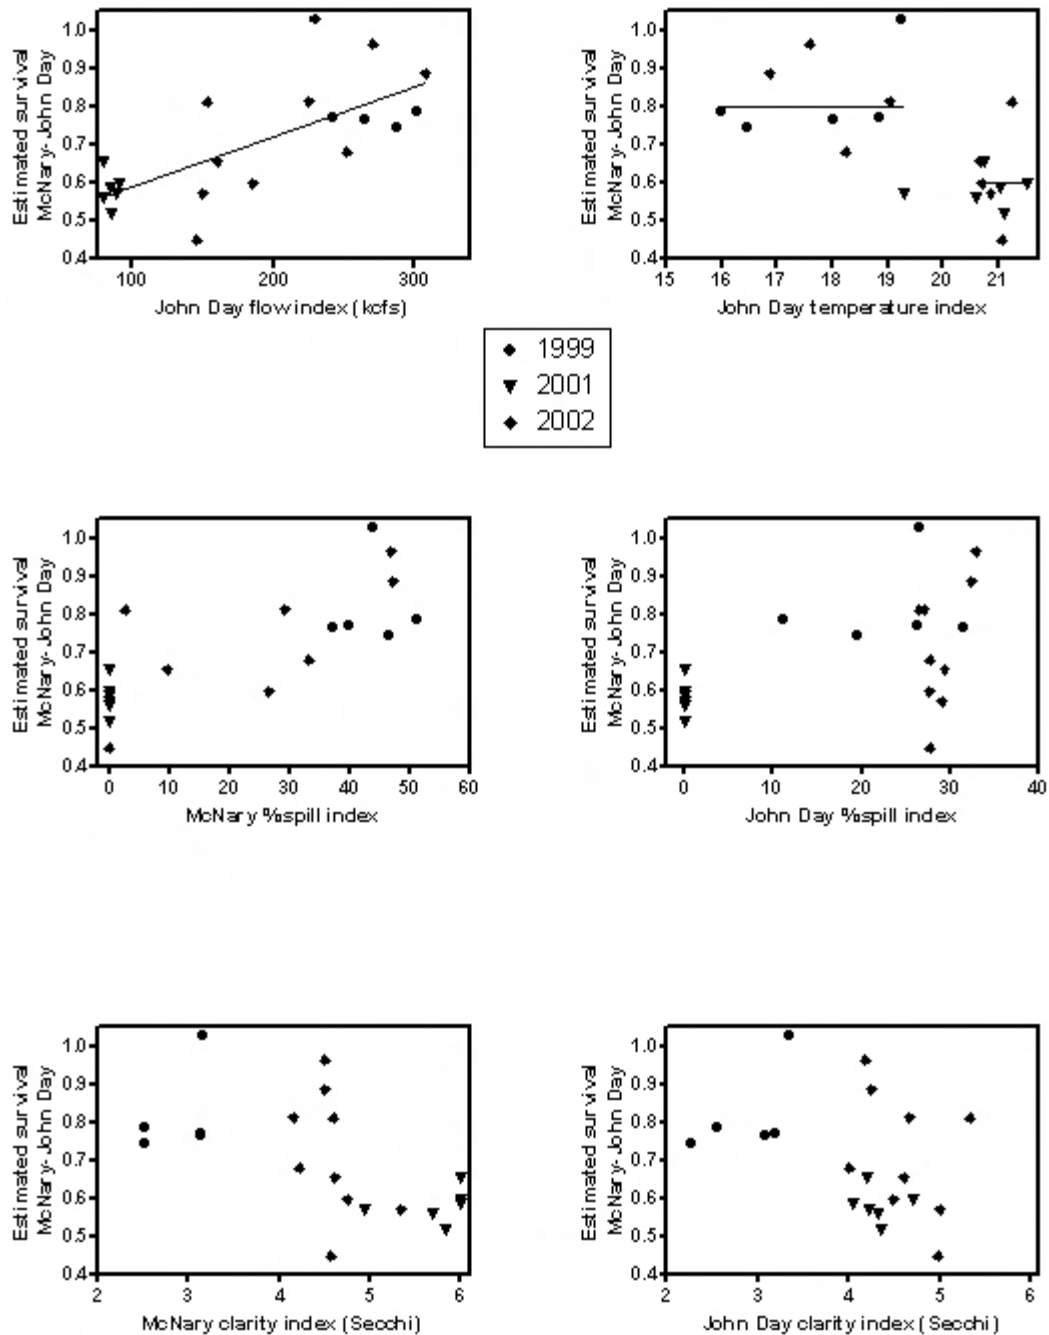 Estimated survival
McNary-John Day
1.0
0.9
0.8
0.7
0.6
0.5
0.4
100 200 300
John Day flow index (kcfs)
Estimated survival
McNary-John Day
1.0
0.9
0.8
0.7
0.6
0.5
0.4
15 16 17 18 19 20 21
John Day temperature index
1999
2001
2002
Estimated survival
McNary-John Day
1.0
0.9
0.8
0.7
0.6
0.5
0.4
0 10 20 30 40 50 60
McNary %spill index
Estimated survival
McNary-John Day
1.0
0.9
0.8
0.7
0.6
0.5
0.4
0 10 20 30 40
John Day %spill index
Estimated survival
McNary-John Day
1.0
0.9
0.8
0.7
0.6
0.5
0.4
2 3 4 5 6
McNary clarity index (Secchi)
Estimated survival
McNary-John Day
1.0
0.9
0.8
0.7
0.6
0.5
0.4
2 3 4 5 6
John Day clarity index (Secchi)